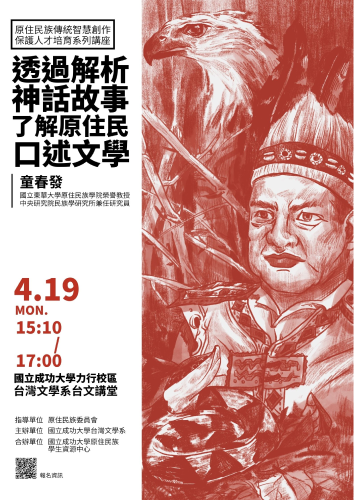 原住民族傳統智慧創作
保護人才培育系列講座
透過解析
神話故事
了解原住民
口述文學
童春發
國立東華大學原住民族學院榮譽教授
中央研究院民族學研究所兼任研究員
4.19
MON.
15:10
/
17:00
國立成功大學力行校區
台灣文學系台文講堂
指導單位 原住民族委員會
主辦單位 國立成功大學台灣文學系
合辦單位 國立成功大學原住民族
學生資源中心
報名資訊